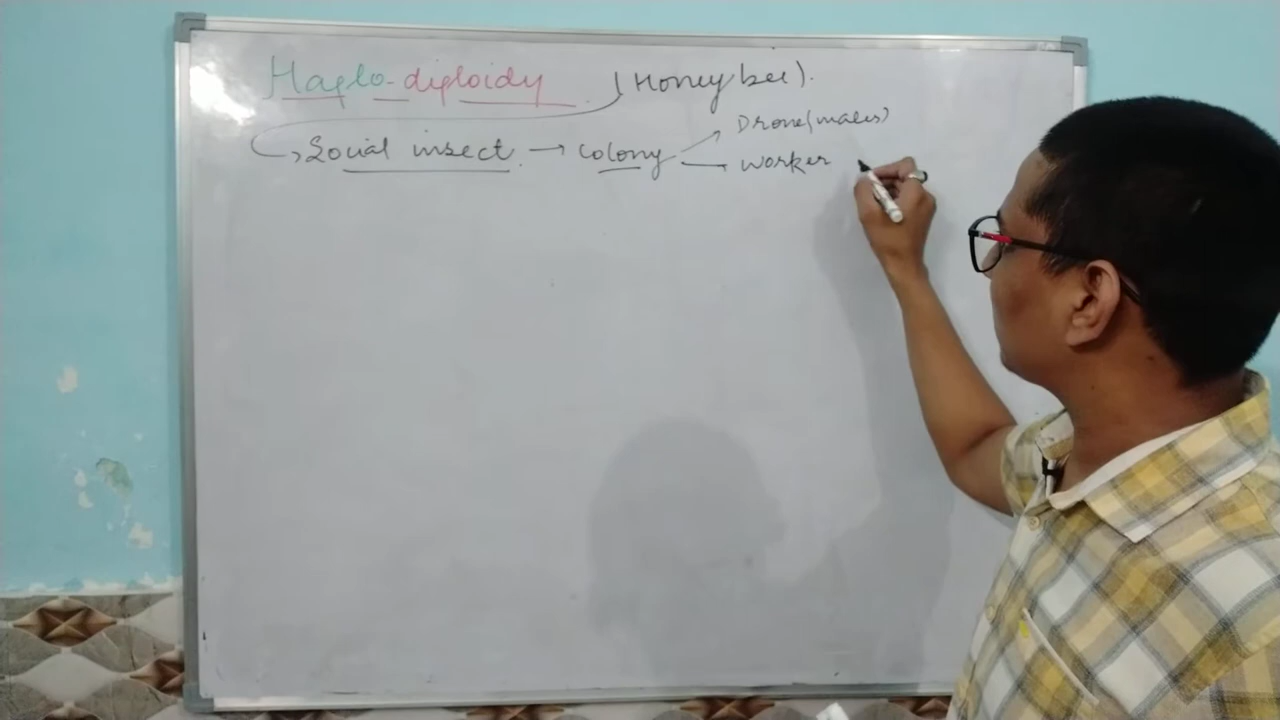 Haplo-diploidy (Honey bee).
Social insect. → colony
Drone (males)
worker